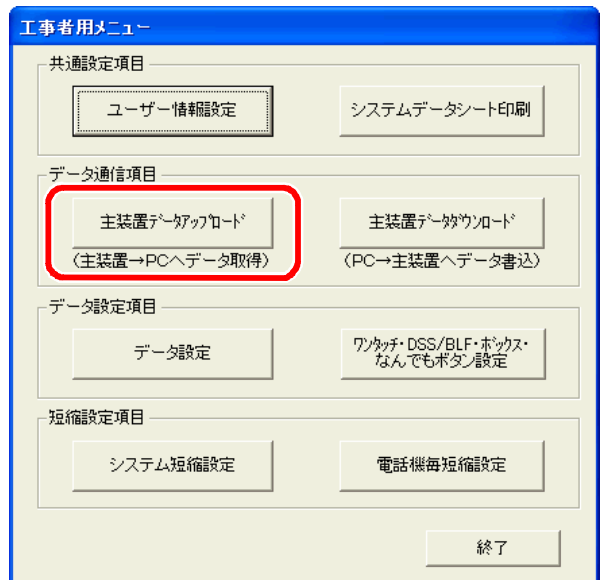 工事者用ﾒﾆｭｰ
共通設定項目
ユーザー情報設定
システムデータシート印刷
データ通信項目
主装置ﾃﾞｰﾀｱｯﾌﾟﾛｰﾄﾞ
主装置ﾃﾞｰﾀﾀﾞｳﾝﾛｰﾄﾞ
(主装置→PCへデータ取得)
(PC→主装置へデータ書込)
データ設定項目
データ設定
ﾜﾝﾀｯﾁ・DSS/BLF・ﾎﾞｯｸｽ・
なんでもボタン設定
短縮設定項目
システム短縮設定
電話機毎短縮設定
終了